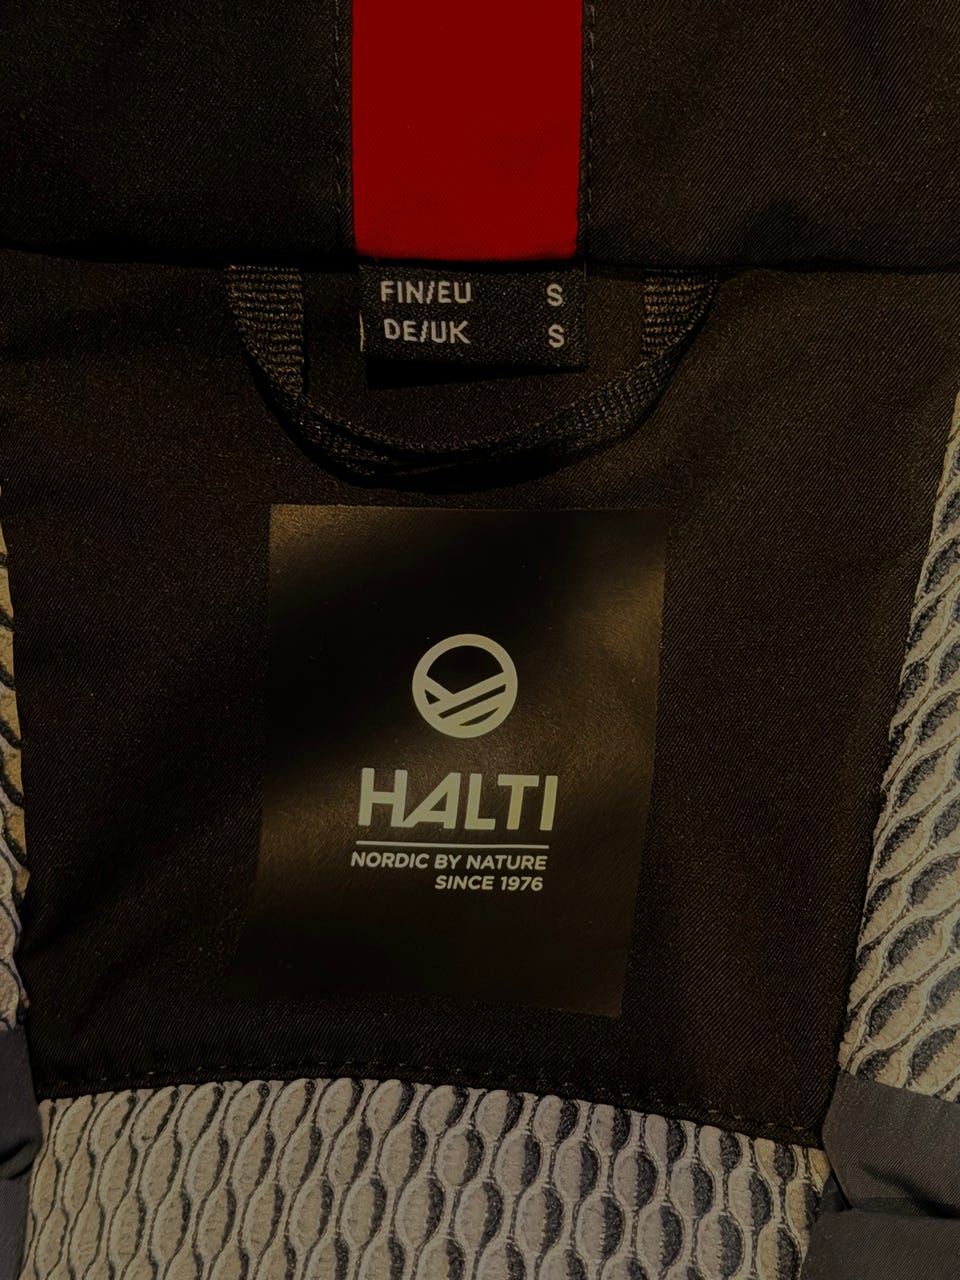 FIN/EU S
DE/UK S
HALTI
NORDIC BY NATURE
SINCE 1976